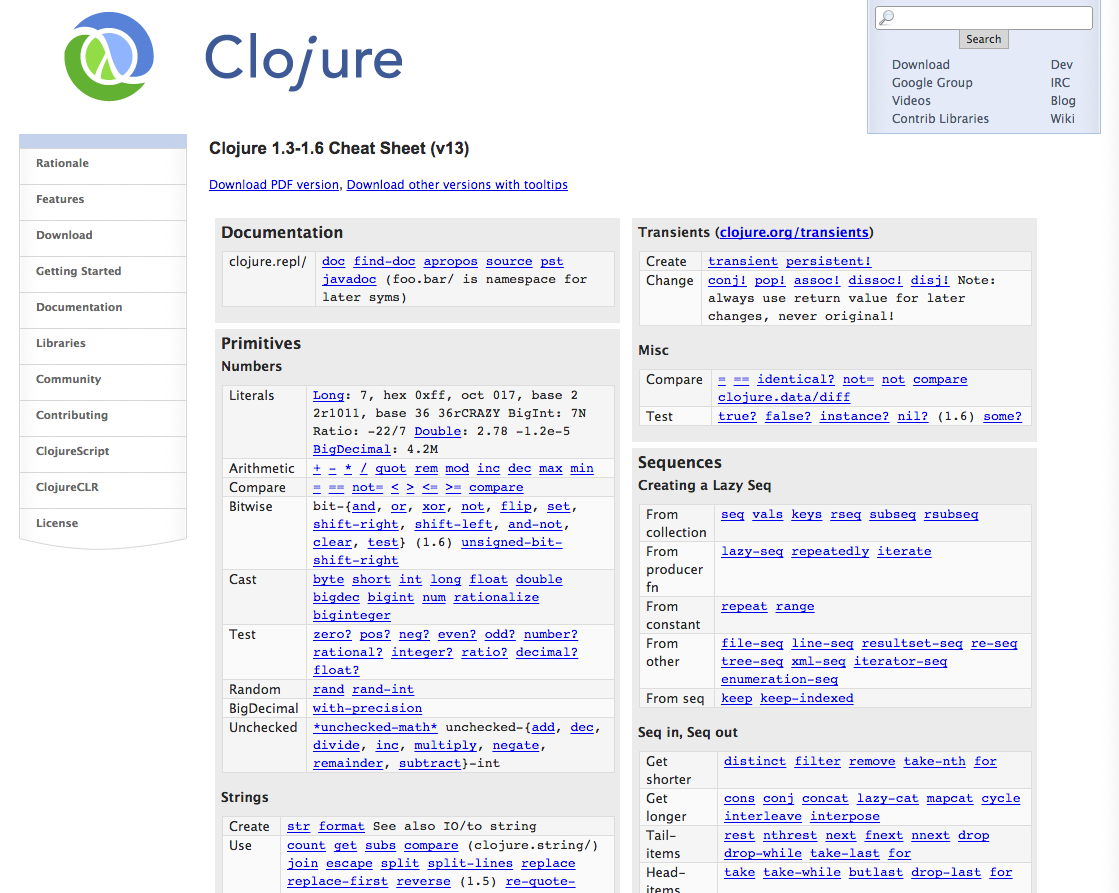 Clojure
Search
Download Dev
Google Group IRC
Videos Blog
Contrib Libraries Wiki
Rationale
Features
Download
Getting Started
Documentation
Libraries
Community
Contributing
ClojureScript
ClojureCLR
License
Clojure 1.3-1.6 Cheat Sheet (v13)
Download PDF version, Download other versions with tooltips
Documentation
clojure.repl/ doc find-doc apropos source pst
javadoc (foo.bar/ is namespace for
later syms)
Primitives
Numbers
Literals Long: 7, hex 0xff, oct 017, base 2
2r1011, base 36 36rCRAZY BigInt: 7N
Ratio: -22/7 Double: 2.78 -1.2e-5
BigDecimal: 4.2M
Arithmetic + - * / quot rem mod inc dec max min
Compare = == not= < > <= >= compare
Bitwise bit-{and, or, xor, not, flip, set,
shift-right, shift-left, and-not,
clear, test} (1.6) unsigned-bit-
shift-right
Cast byte short int long float double
bigdec bigint num rationalize
biginteger
Test zero? pos? neg? even? odd? number?
rational? integer? ratio? decimal?
float?
Random rand rand-int
BigDecimal with-precision
Unchecked *unchecked-math* unchecked-{add, dec,
divide, inc, multiply, negate,
remainder, subtract}-int
Strings
Create str format See also IO/to string
Use count get subs compare (clojure.string/)
join escape split split-lines replace
replace-first reverse (1.5) re-quote-
Transients (clojure.org/transients)
Create transient persistent!
Change conj! pop! assoc! dissoc! disj! Note:
always use return value for later
changes, never original!
Misc
Compare = == identical? not= not compare
clojure.data/diff
Test true? false? instance? nil? (1.6) some?
Sequences
Creating a Lazy Seq
From seq vals keys rseq subseq rsubseq
collection
From lazy-seq repeatedly iterate
producer
fn
From repeat range
constant
From file-seq line-seq resultset-seq re-seq
other tree-seq xml-seq iterator-seq
enumeration-seq
From seq keep keep-indexed
Seq in, Seq out
Get distinct filter remove take-nth for
shorter
Get cons conj concat lazy-cat mapcat cycle
longer interleave interpose
Tail- rest nthrest next fnext nnext drop
items drop-while take-last for
Head- take take-while butlast drop-last for
items